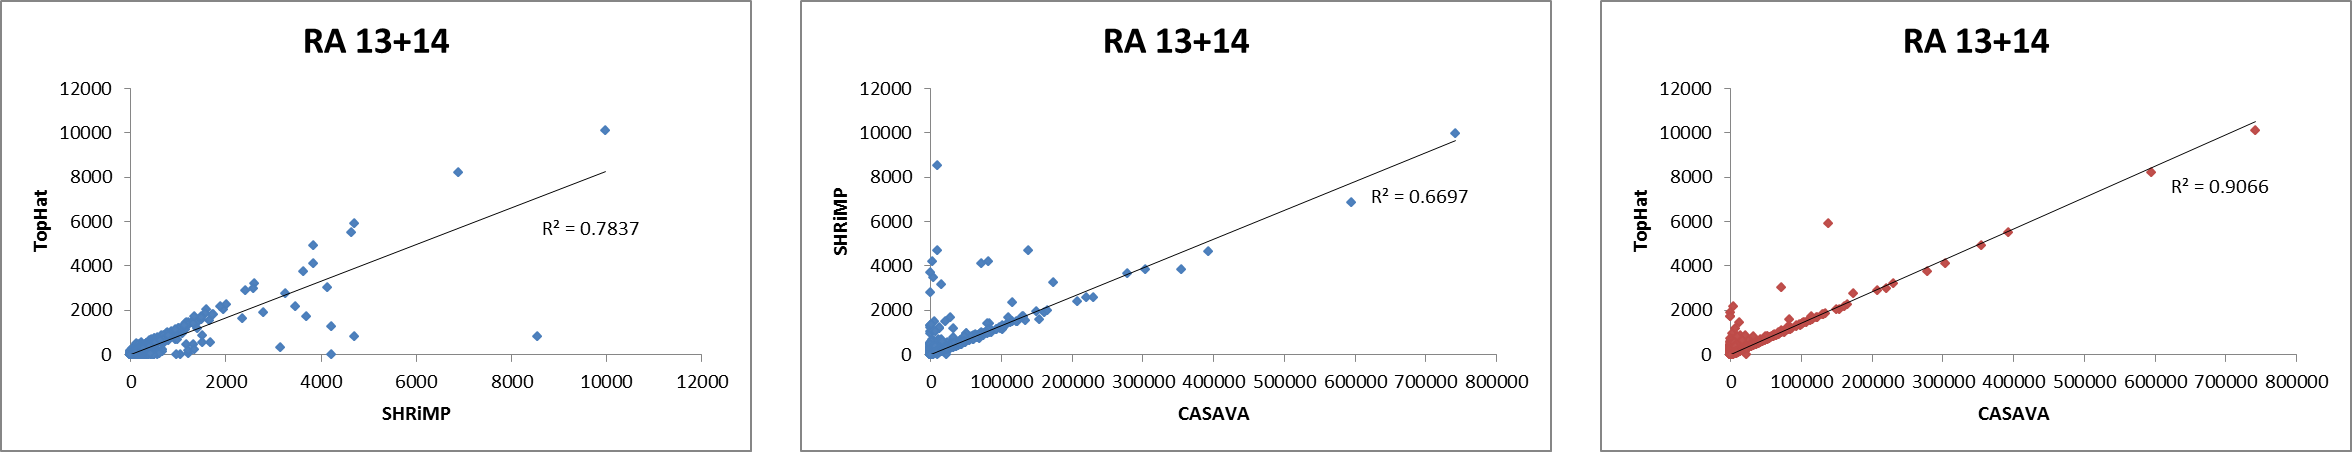 RA 13+14
12000
10000
8000
6000
4000
2000
0
TopHat
R² = 0.7837
0 2000 4000 6000 8000 10000 12000
SHRiMP
RA 13+14
12000
10000
8000
6000
4000
2000
0
SHRiMP
R² = 0.6697
0 100000 200000 300000 400000 500000 600000 700000 800000
CASAVA
RA 13+14
12000
10000
8000
6000
4000
2000
0
TopHat
R² = 0.9066
0 100000 200000 300000 400000 500000 600000 700000 800000
CASAVA